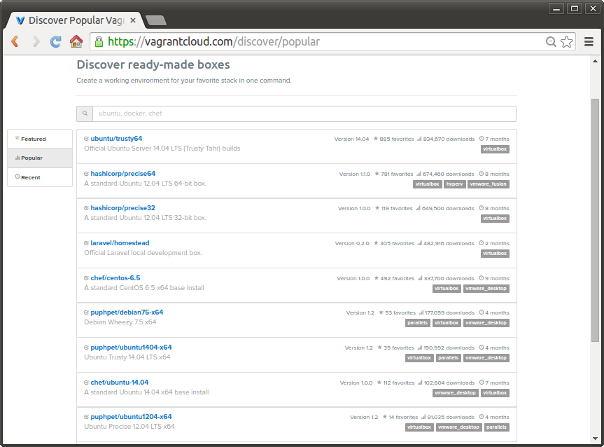 Discover Popular Vagr
https://vagrantcloud.com/discover/popular
Discover ready-made boxes
Create a working environment for your favorite stack in one command.
ubuntu, docker, chef
Featured
Popular
Recent
ubuntu/trusty64
Version 14.04 885 favorites 834,670 downloads 7 months
Official Ubuntu Server 14.04 LTS (Trusty Tahr) builds
virtualbox
hashicorp/precise64
Version 1.1.0 781 favorites 674,460 downloads 8 months
A standard Ubuntu 12.04 LTS 64-bit box.
virtualbox hyperv vmware_fusion
hashicorp/precise32
Version 1.0.0 119 favorites 649,500 downloads 8 months
A standard Ubuntu 12.04 LTS 32-bit box.
virtualbox
laravel/homestead
Version 0.2.0 305 favorites 482,916 downloads 2 months
Official Laravel local development box.
virtualbox
chef/centos-6.5
Version 1.0.0 492 favorites 337,700 downloads 9 months
A standard CentOS 6.5 x64 base install
virtualbox vmware_desktop
puphpet/debian75-x64
Version 1.2 53 favorites 177,059 downloads 4 months
Debian Wheezy 7.5 x64
parallels virtualbox vmware_desktop
puphpet/ubuntu1404-x64
Version 1.2 39 favorites 150,992 downloads 4 months
Ubuntu Trusty 14.04 LTS x64
virtualbox parallels vmware_desktop
chef/ubuntu-14.04
Version 1.0.0 112 favorites 102,604 downloads 7 months
A standard Ubuntu 14.04 x64 base install
vmware_desktop virtualbox
puphpet/ubuntu1204-x64
Version 1.2 14 favorites 91,035 downloads 4 months
Ubuntu Precise 12.04 LTS x64
virtualbox vmware_desktop parallels